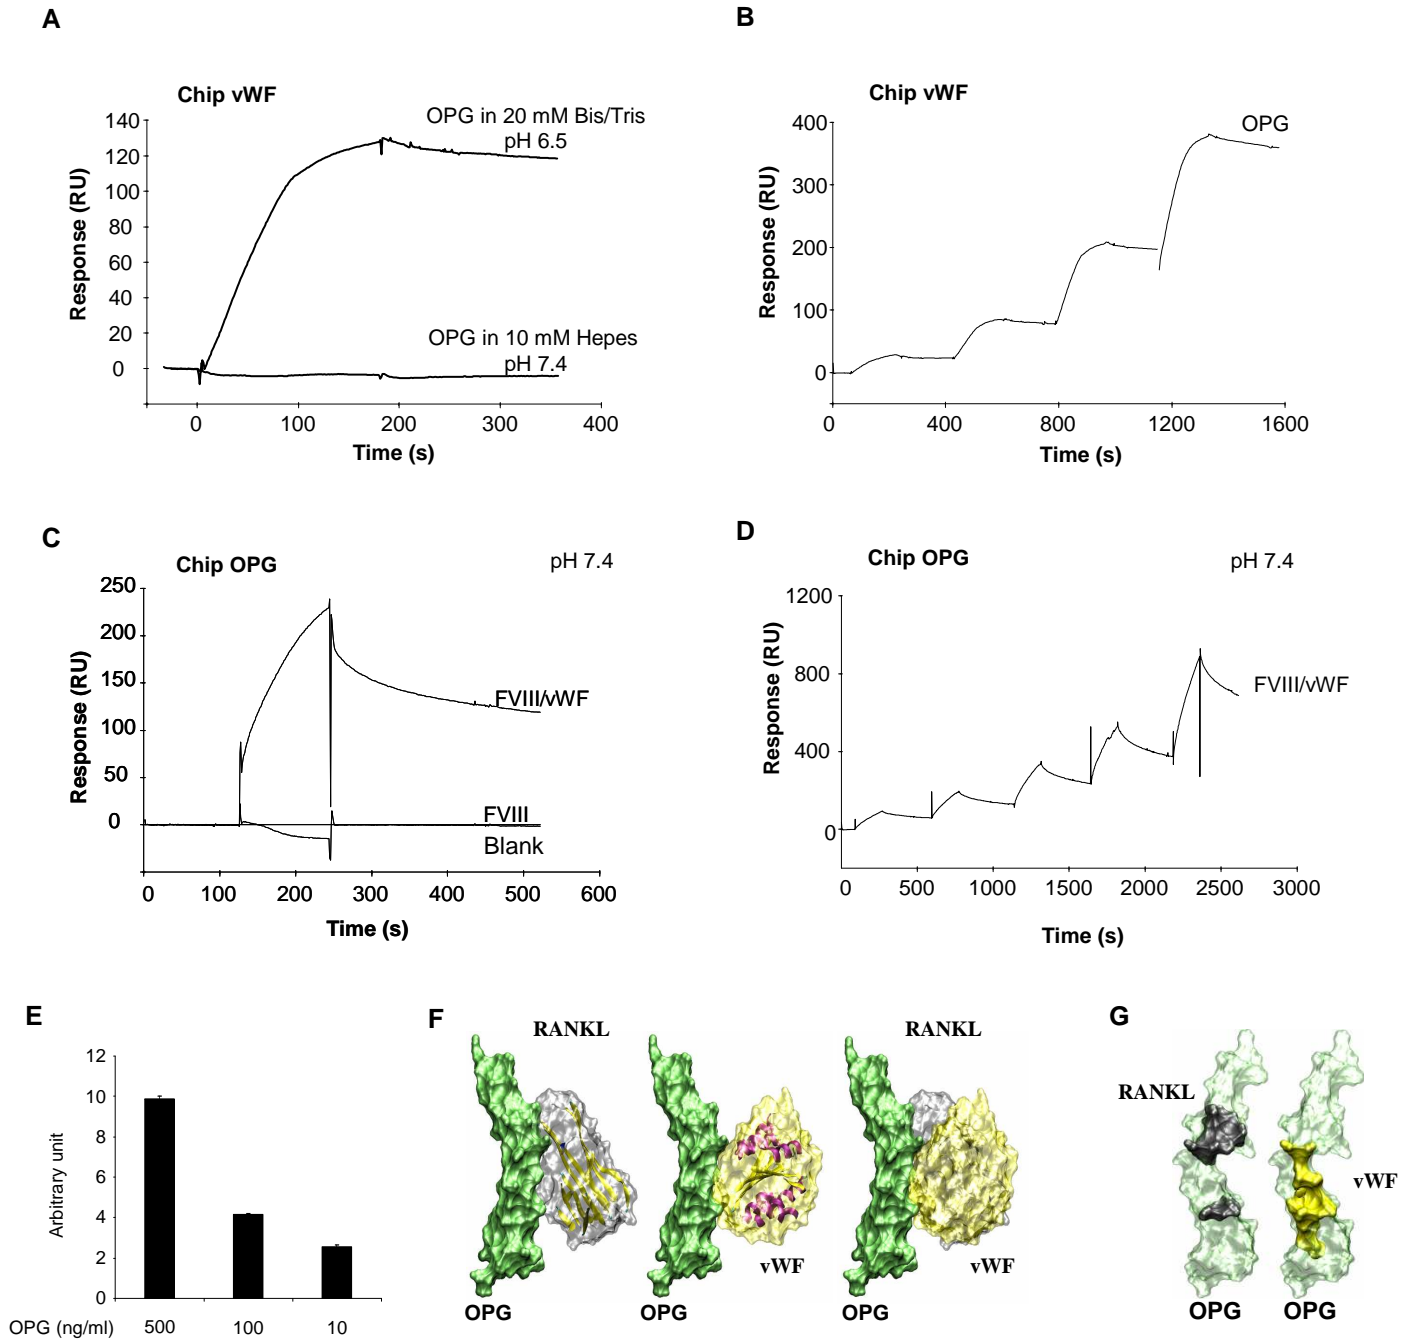 A
Chip vWF
OPG in 20 mM Bis/Tris
pH 6.5
OPG in 10 mM Hepes
pH 7.4
140
120
100
80
60
40
20
0
Response (RU)
0 100 200 300 400
Time (s)
B
Chip vWF
OPG
400
300
200
100
0
Response (RU)
0 400 800 1200 1600
Time (s)
C
Chip OPG
pH 7.4
250
200
150
100
50
0
Response (RU)
FVIII/vWF
FVIII
Blank
0 100 200 300 400 500 600
Time (s)
D
Chip OPG
pH 7.4
1200
800
400
0
Response (RU)
FVIII/vWF
0 500 1000 1500 2000 2500 3000
Time (s)
E
12
10
8
6
4
2
0
Arbitrary unit
OPG (ng/ml) 500 100 10
F
RANKL
RANKL
vWF
vWF
OPG OPG OPG
G
RANKL
vWF
OPG OPG